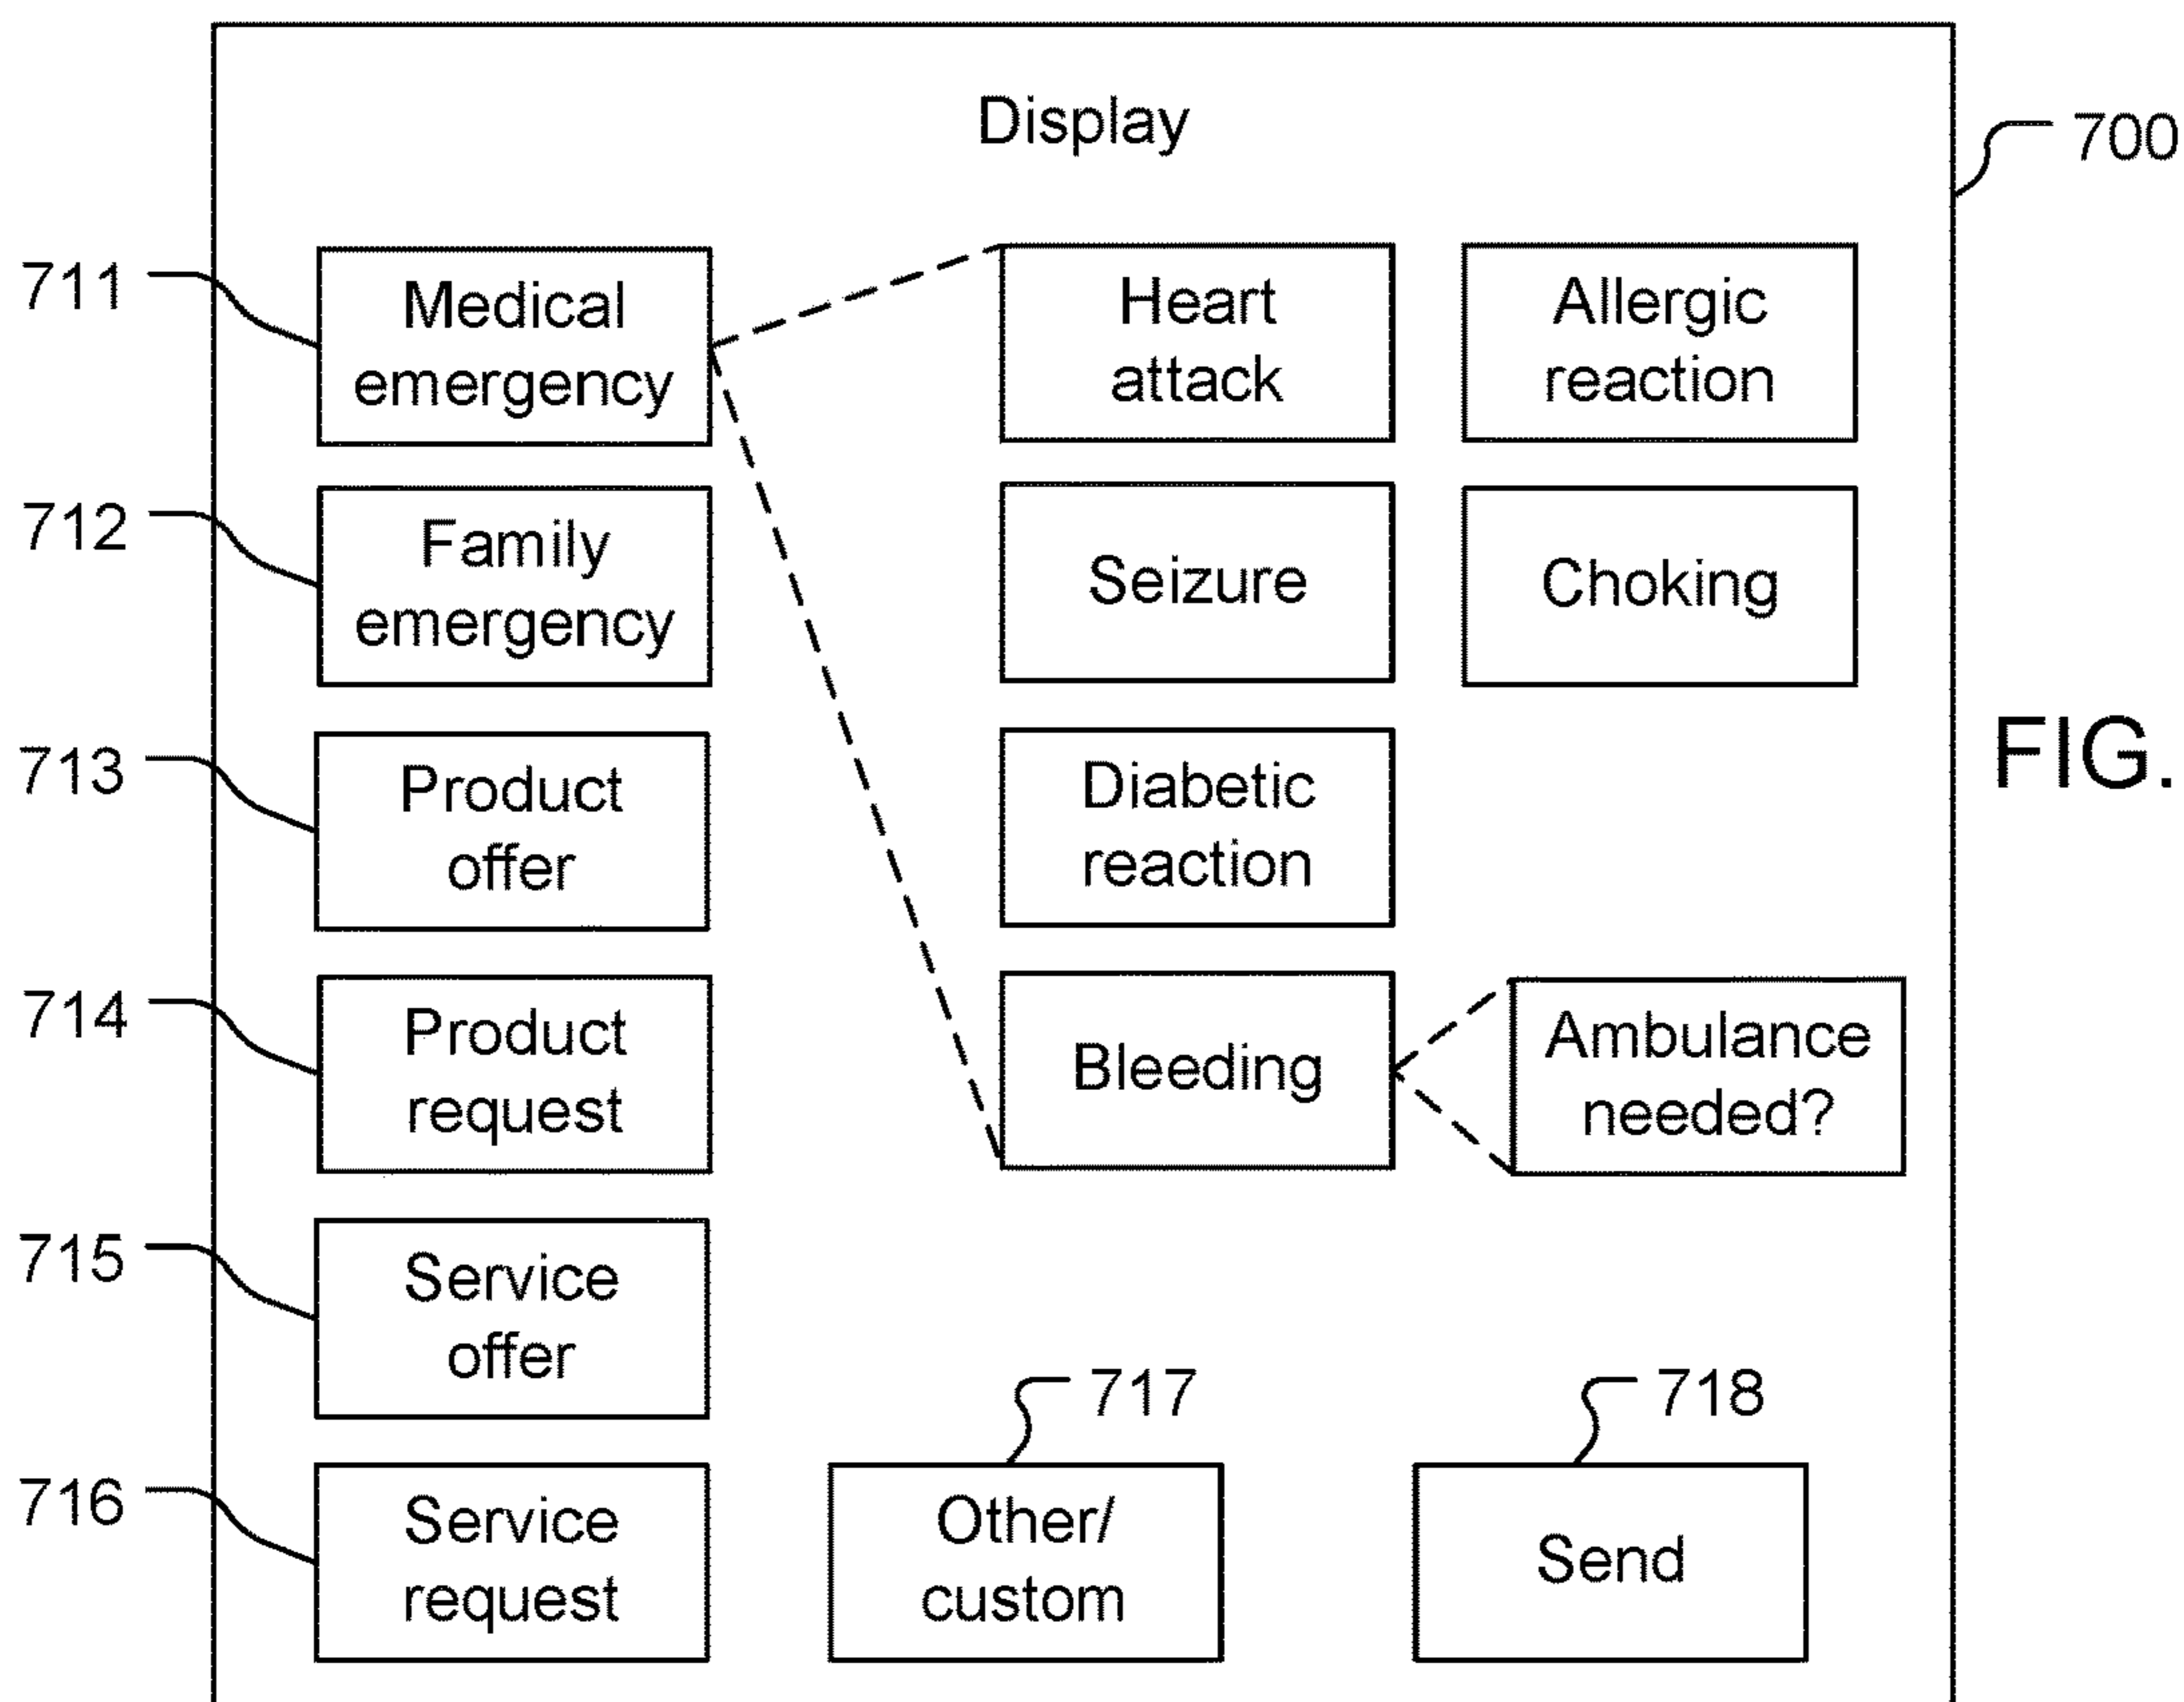 Display
700
711
Medical
emergency
Heart
attack
Allergic
reaction
712
Family
emergency
Seizure
Choking
713
Product
offer
Diabetic
reaction
FIG.
714
Product
request
Bleeding
Ambulance
needed?
715
Service
offer
717
718
716
Service
request
Other/
custom
Send